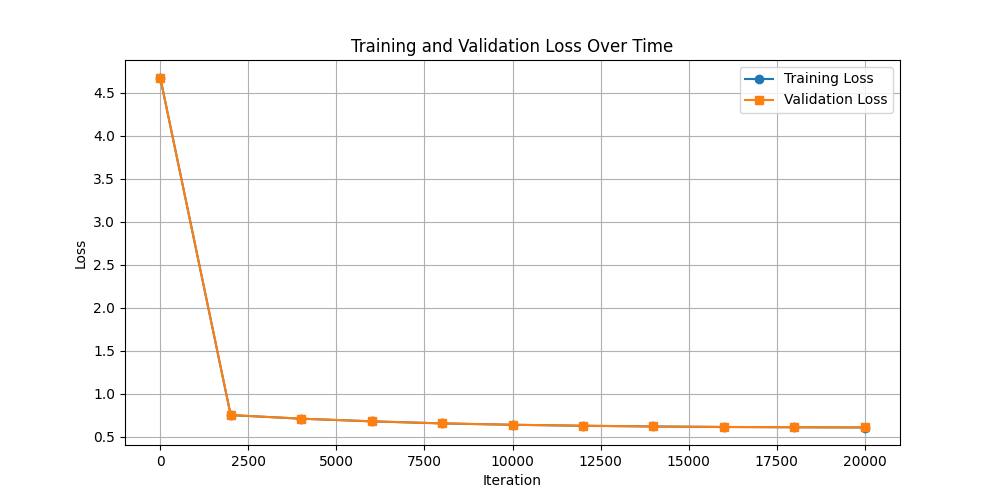 Training and Validation Loss Over Time
Training Loss
Validation Loss
Loss
4.5
4.0
3.5
3.0
2.5
2.0
1.5
1.0
0.5
0 2500 5000 7500 10000 12500 15000 17500 20000
Iteration